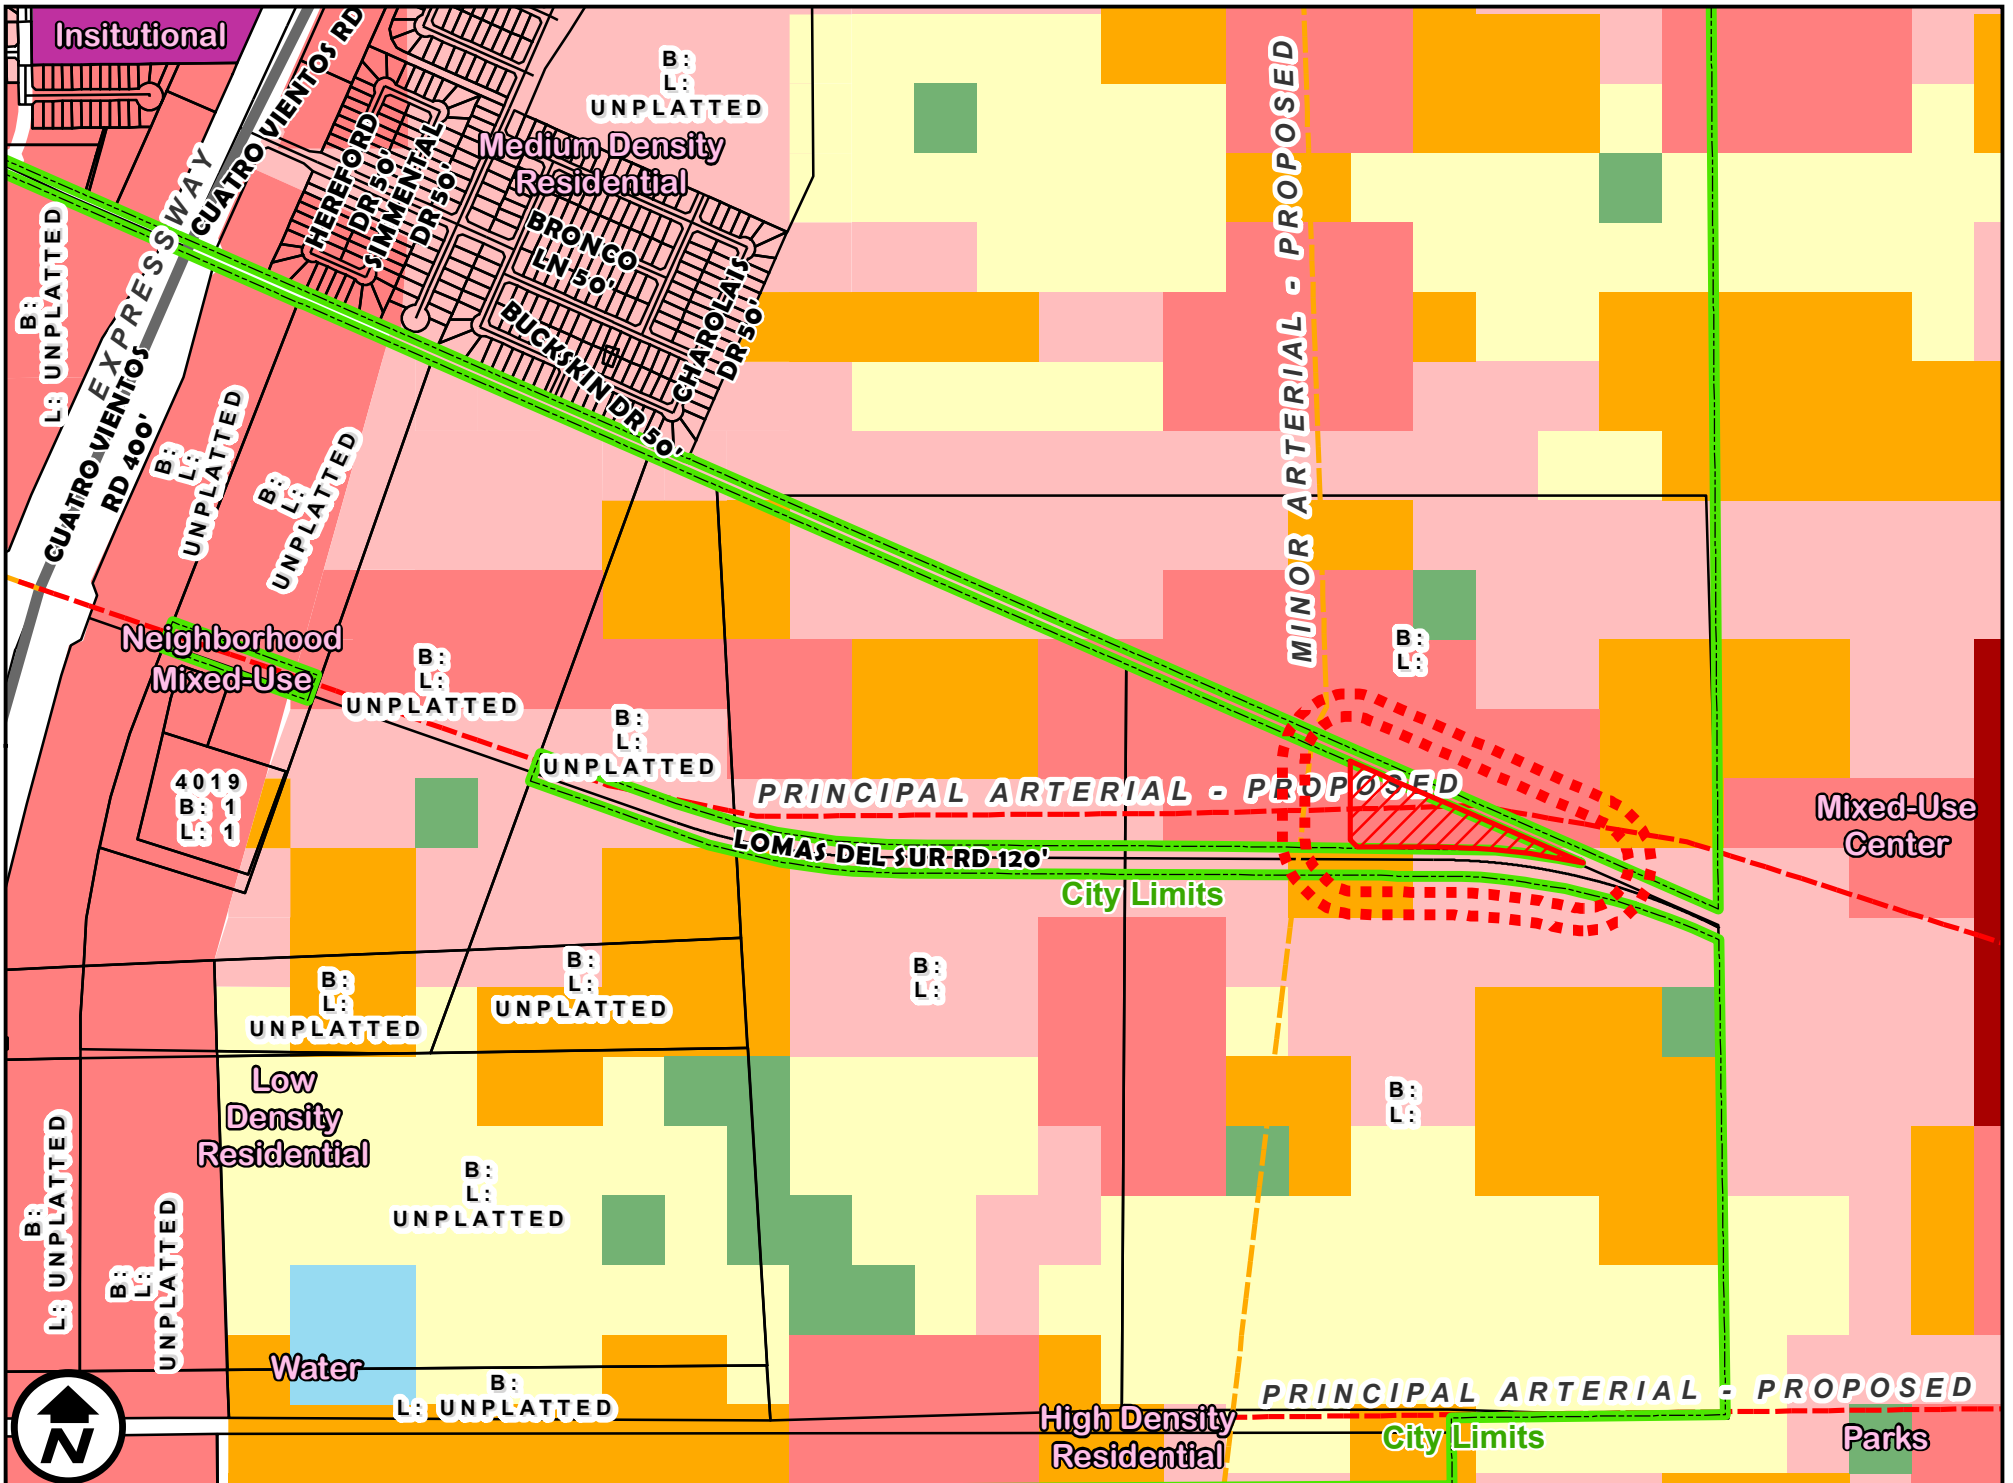 Insitutional
CUATRO VIENTOS RD
EXPRESSWAY
B:
L:
UNPLATTED
Medium Density
Residential
HEREFORD
DR 50'
SIMMENTAL
DR 50'
BRONCO
LN 50'
BUCKSKIN DR 50'
CHAROLAIS
DR 50'
MINOR ARTERIAL - PROPOSED
B:
L: UNPLATTED
CUATRO VIENTOS
RD 400'
B:
L:
UNPLATTED
B:
L:
UNPLATTED
Neighborhood
Mixed-Use
B:
L:
UNPLATTED
B:
L:
UNPLATTED
B:
L:
4019
B: 1
L: 1
PRINCIPAL ARTERIAL - PROPOSED
LOMAS DEL SUR RD 120'
City Limits
Mixed-Use
Center
B:
L:
UNPLATTED
B:
L:
UNPLATTED
B:
L:
B:
L:
Low
Density
Residential
B:
L:
UNPLATTED
B:
L: UNPLATTED
B:
L:
UNPLATTED
Water
B:
L: UNPLATTED
High Density
Residential
PRINCIPAL ARTERIAL - PROPOSED
City Limits
Parks
N